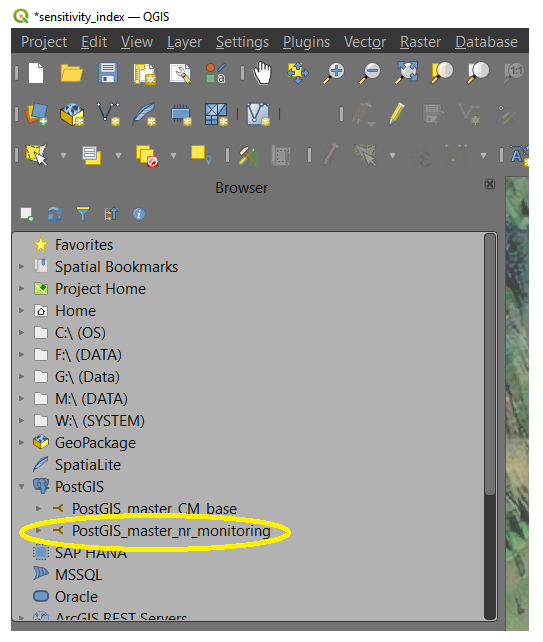 *sensitivity_index — QGIS
Project Edit View Layer Settings Plugins Vector Raster Database
Browser
Favorites
Spatial Bookmarks
Project Home
Home
C:\ (OS)
F:\ (DATA)
G:\ (Data)
M:\ (DATA)
W:\ (SYSTEM)
GeoPackage
SpatiaLite
PostGIS
PostGIS_master_CM_base
PostGIS_master_nr_monitoring
SAP HANA
MSSQL
Oracle
ArcGIS REST Servers